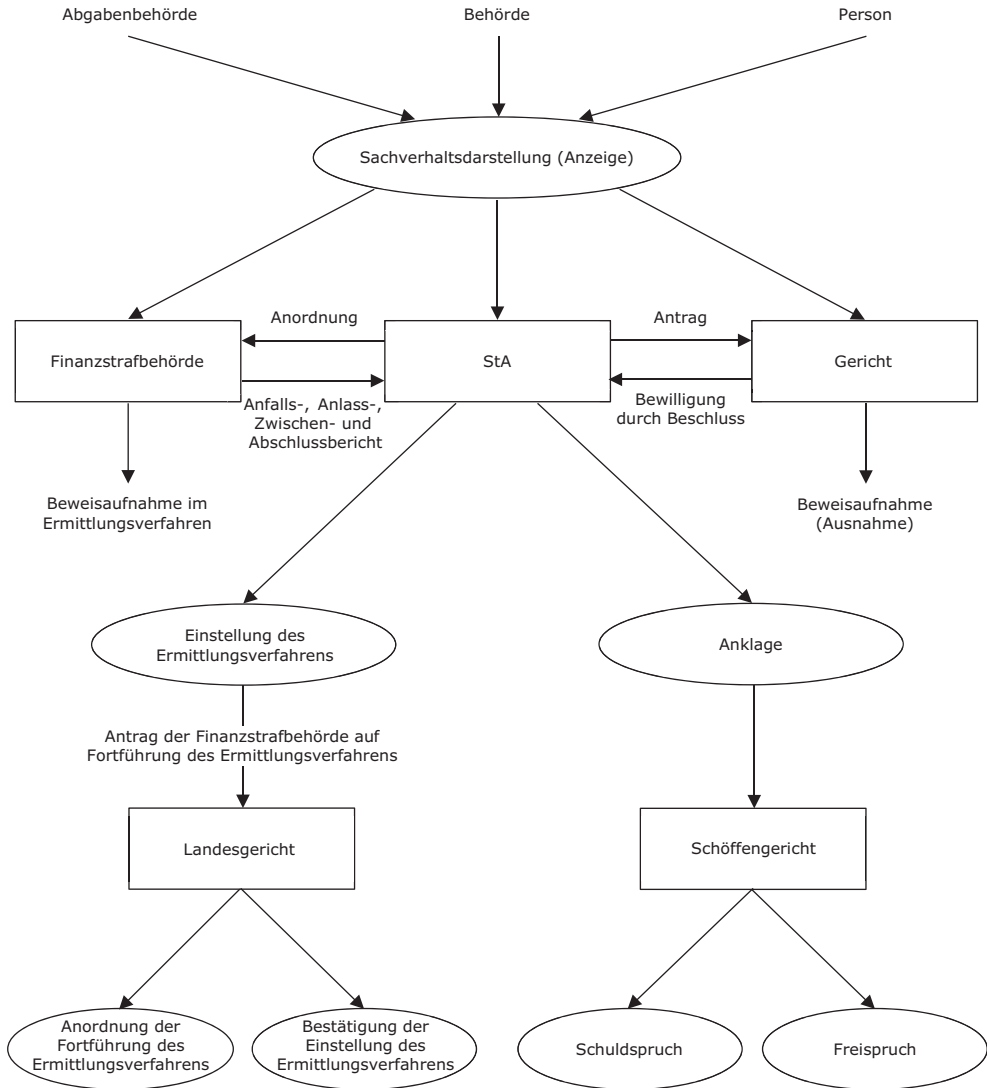 Abgabenbehörde
Behörde
Person
Sachverhaltsdarstellung (Anzeige)
Anordnung
Antrag
Finanzstrafbehörde
StA
Gericht
Anfalls-, Anlass-,
Zwischen- und
Abschlussbericht
Bewilligung
durch Beschluss
Beweisaufnahme im
Ermittlungsverfahren
Beweisaufnahme
(Ausnahme)
Einstellung des
Ermittlungsverfahrens
Anklage
Antrag der Finanzstrafbehörde auf
Fortführung des Ermittlungsverfahrens
Landesgericht
Schöffengericht
Anordnung der
Fortführung des
Ermittlungsverfahrens
Bestätigung der
Einstellung des
Ermittlungsverfahrens
Schuldspruch
Freispruch